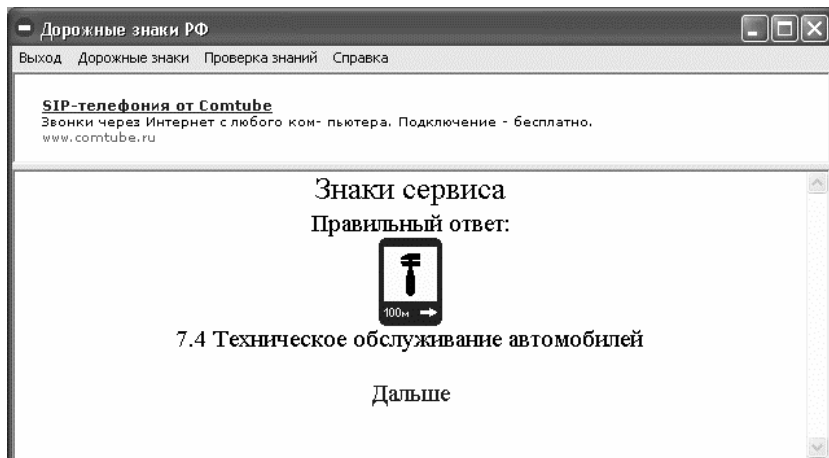 Дорожные знаки РФ
Выход Дорожные знаки Проверка знаний Справка
SIP-телефония от Comtube
Звонки через Интернет с любого ком- пьютера. Подключение - бесплатно.
www.comtube.ru
Знаки сервиса
Правильный ответ:
100м
7.4 Техническое обслуживание автомобилей
Дальше